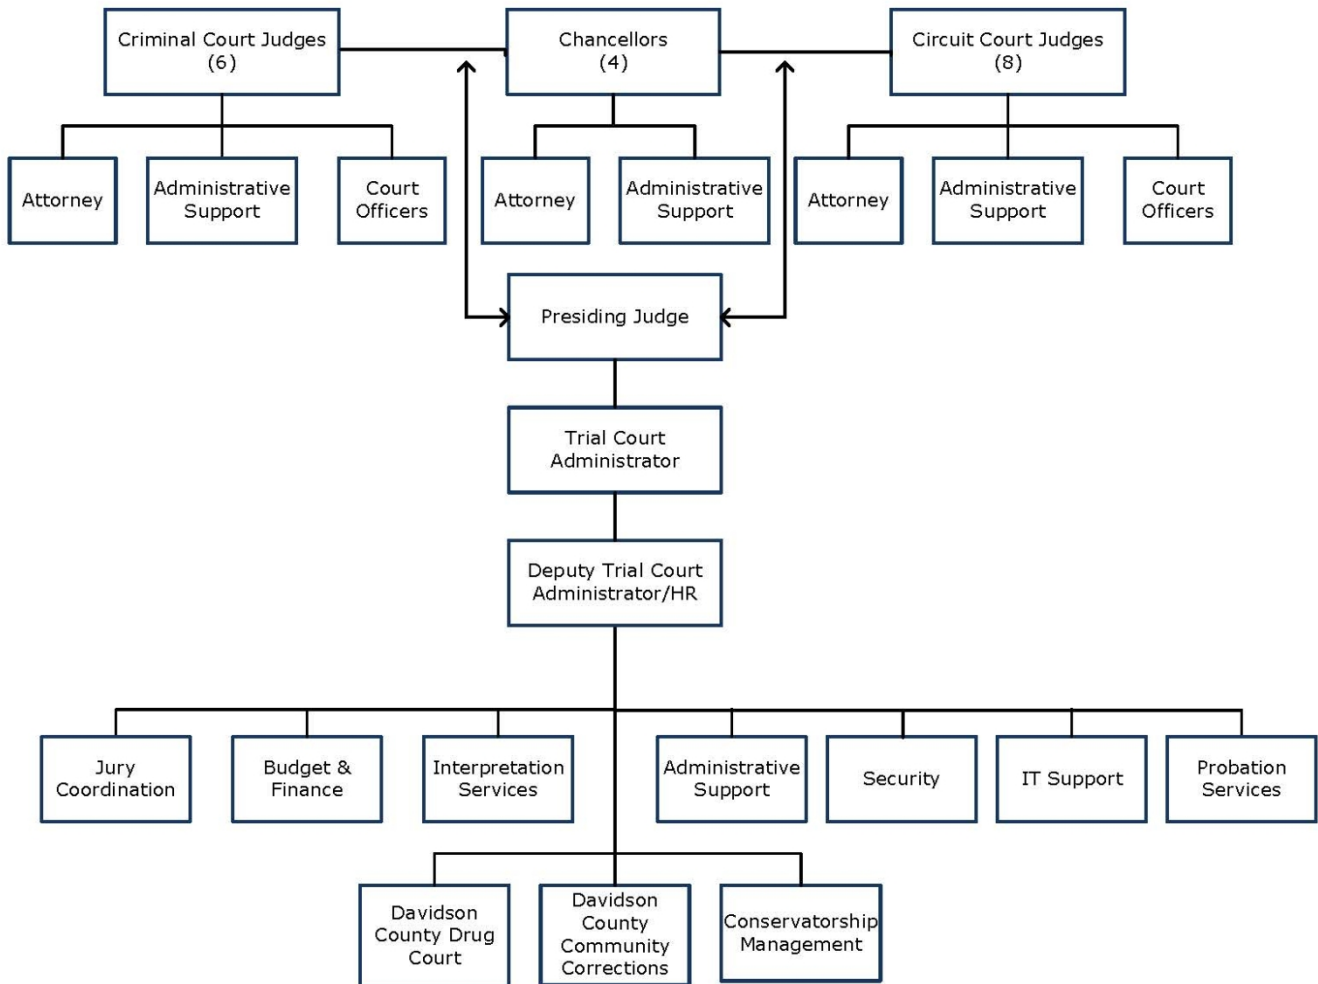 Criminal Court Judges
(6)
Chancellors
(4)
Circuit Court Judges
(8)
Attorney
Administrative
Support
Court
Officers
Attorney
Administrative
Support
Attorney
Administrative
Support
Court
Officers
Presiding Judge
Trial Court
Administrator
Deputy Trial Court
Administrator/HR
Jury
Coordination
Budget &
Finance
Interpretation
Services
Administrative
Support
Security
IT Support
Probation
Services
Davidson
County Drug
Court
Davidson
County
Community
Corrections
Conservatorship
Management